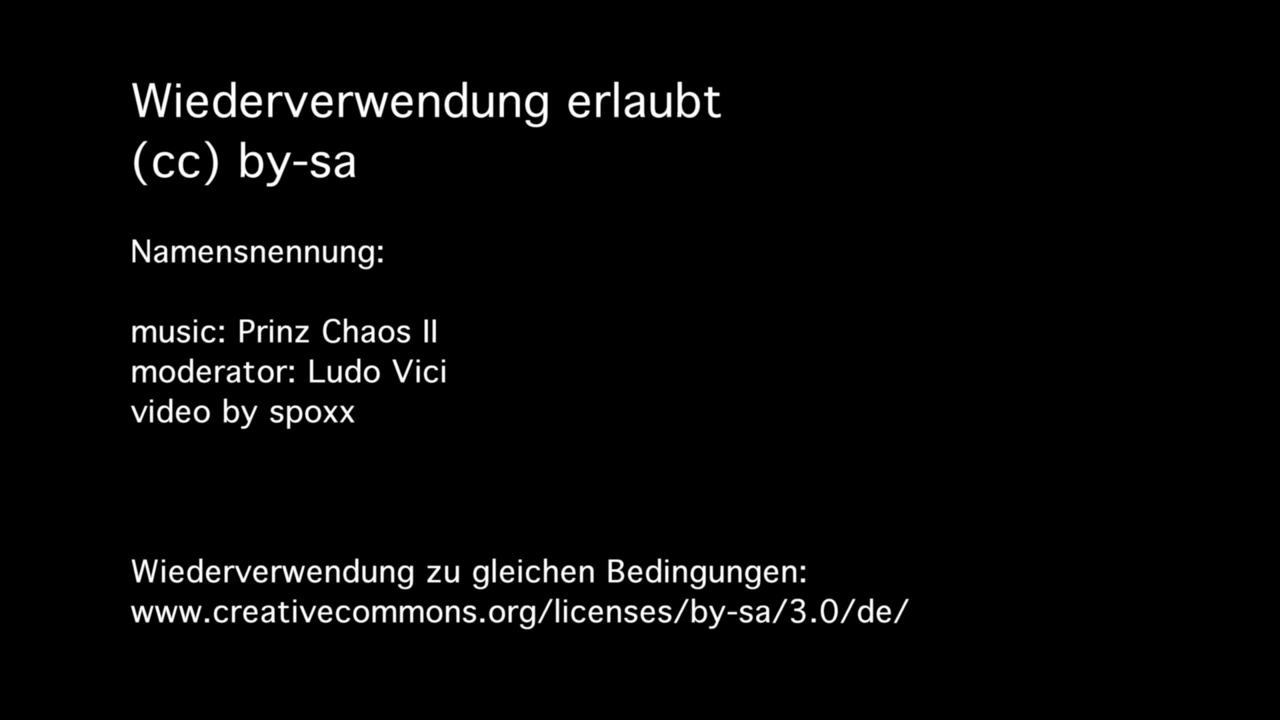 Wiederverwendung erlaubt
(cc) by-sa
Namensnennung:
music: Prinz Chaos II
moderator: Ludo Vici
video by spoxx
Wiederverwendung zu gleichen Bedingungen:
www.creativecommons.org/licenses/by-sa/3.0/de/